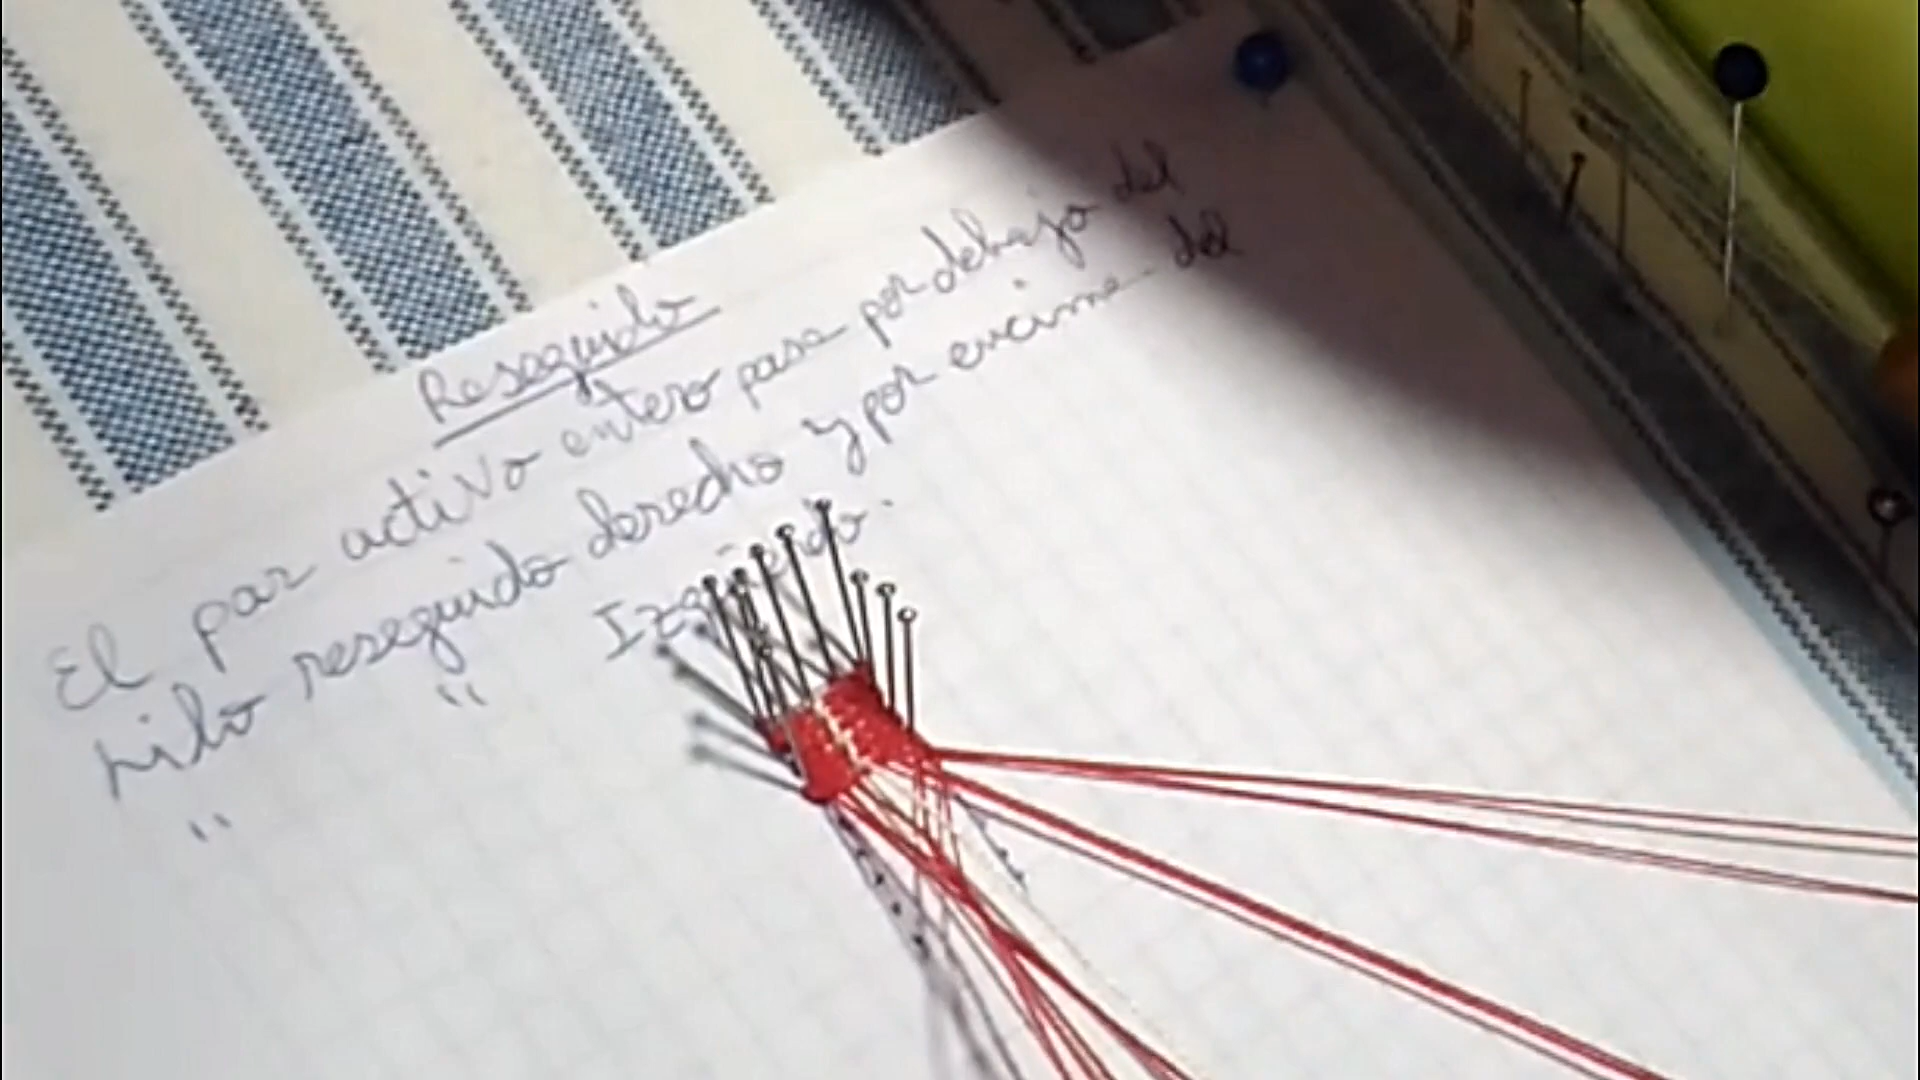 Reseguido
El par activo entero pasa por debajo del
hilo reseguido derecho y por encima del
" " Izquierdo.